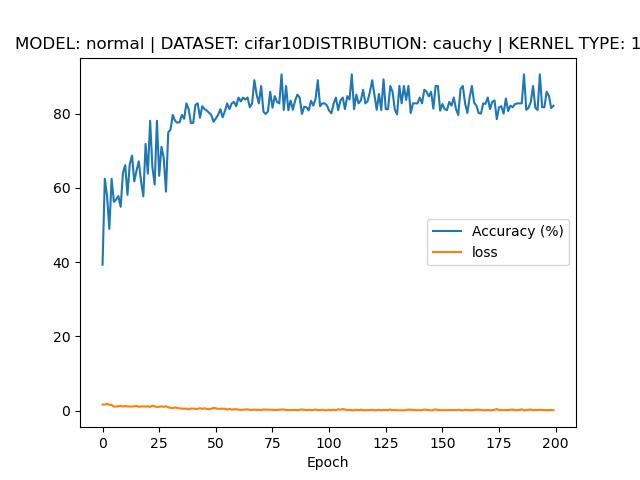 MODEL: normal | DATASET: cifar10DISTRIBUTION: cauchy | KERNEL TYPE: 1
80
60
40
20
0
Accuracy (%)
loss
0 25 50 75 100 125 150 175 200
Epoch